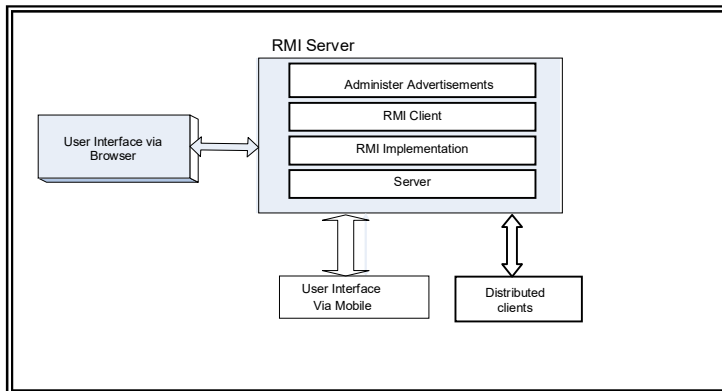 RMI Server
Administer Advertisements
RMI Client
RMI Implementation
Server
User Interface via
Browser
User Interface
Via Mobile
Distributed
clients